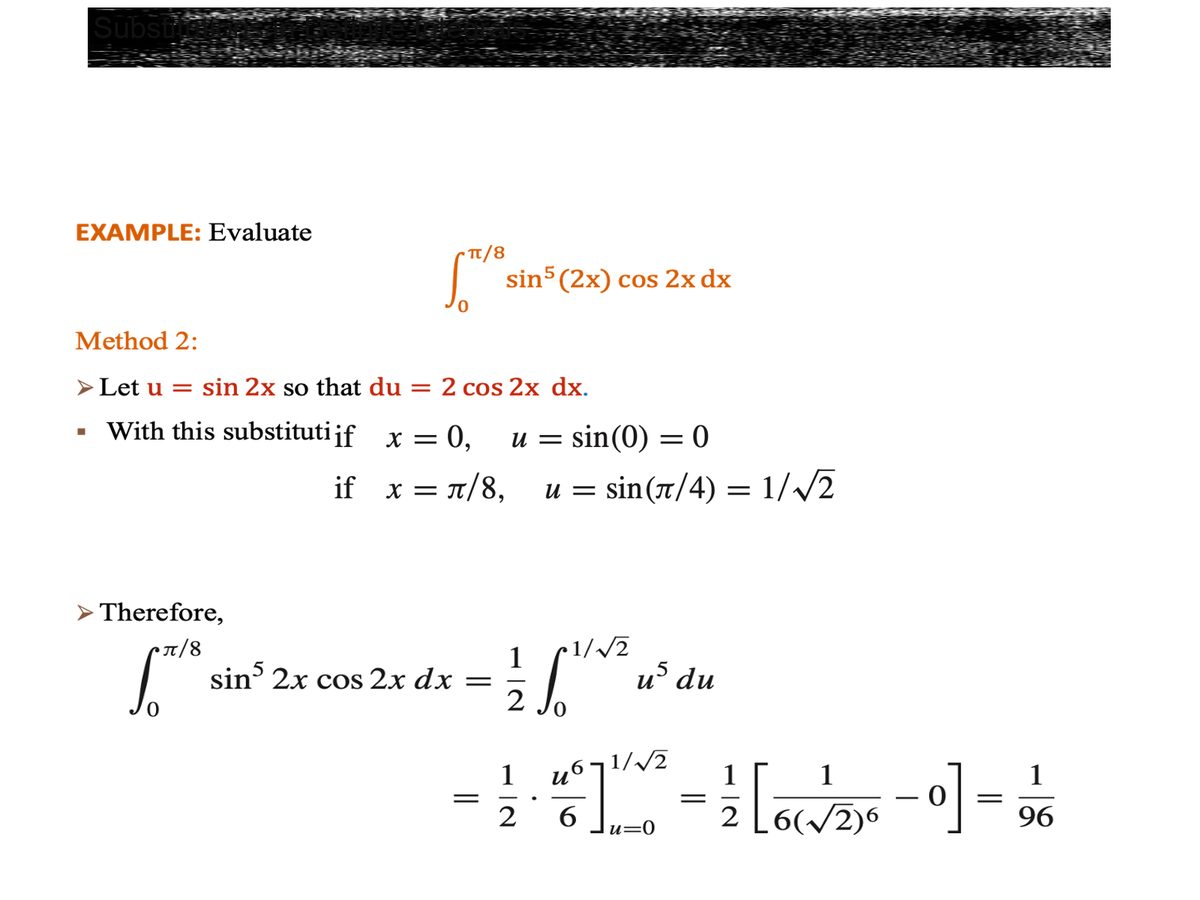 EXAMPLE: Evaluate
∫₀^π/8 sin⁵(2x) cos 2x dx
Method 2:
➢ Let u = sin 2x so that du = 2 cos 2x dx.
▪ With this substituti if x = 0, u = sin(0) = 0
if x = π/8, u = sin(π/4) = 1/√2
➢ Therefore,
∫₀^π/8 sin⁵ 2x cos 2x dx = 1/2 ∫₀^1/√2 u⁵ du
= 1/2 · u⁶/6 ]_{u=0}^{1/√2} = 1/2 [ 1/6(√2)⁶ − 0 ] = 1/96